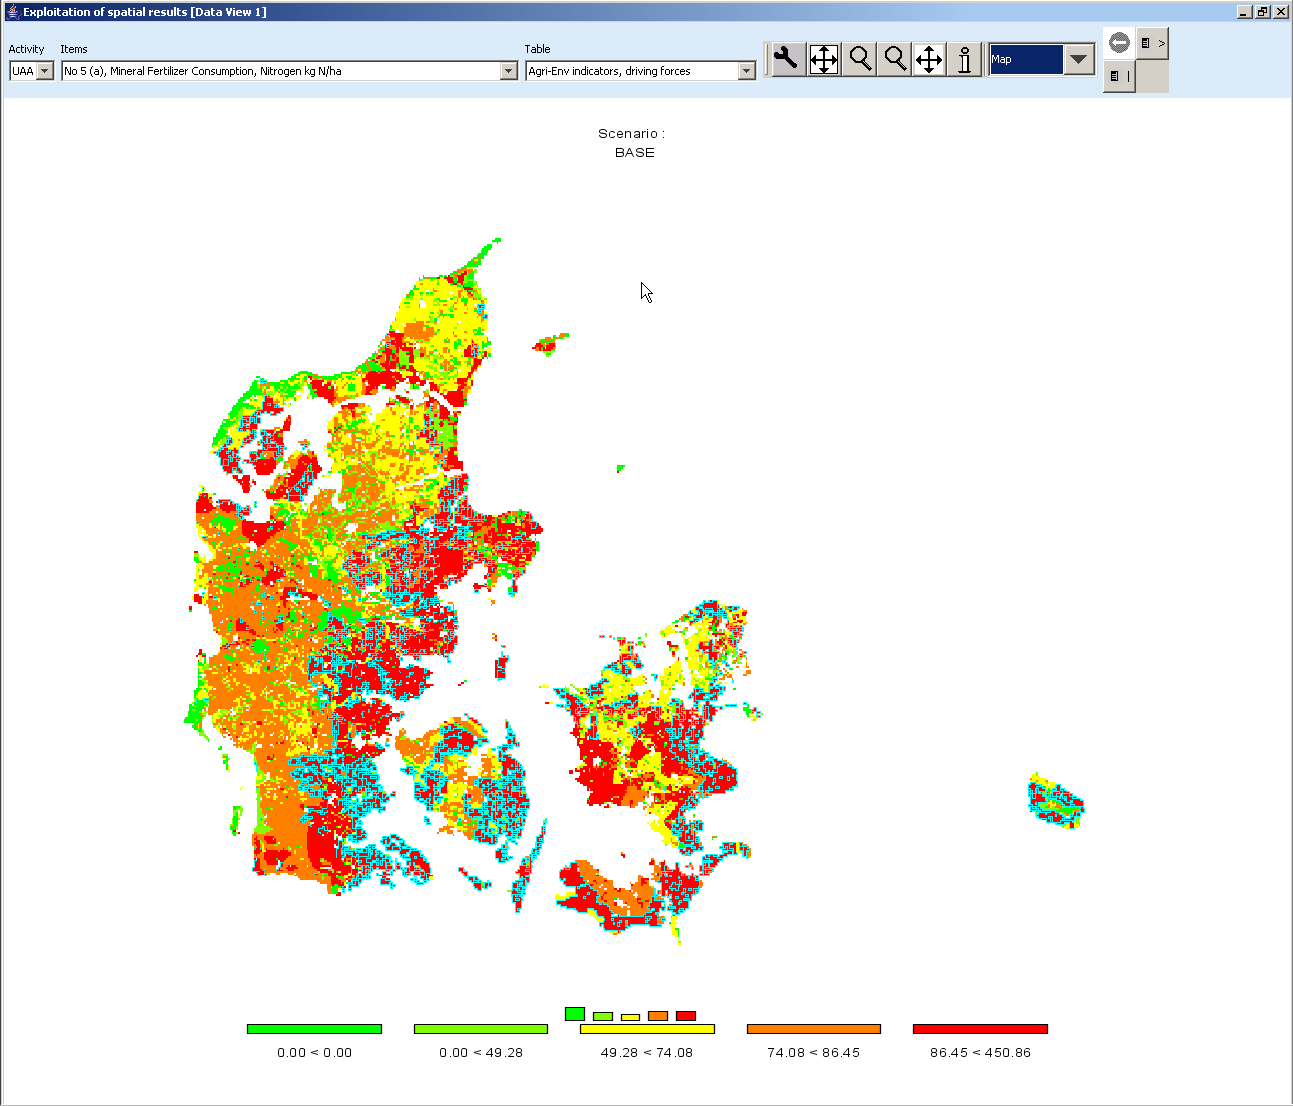 Exploitation of spatial results [Data View 1]
Activity Items Table
UAA No 5 (a), Mineral Fertilizer Consumption, Nitrogen kg N/ha Agri-Env indicators, driving forces Map
Scenario :
BASE
0.00 < 0.00 0.00 < 49.28 49.28 < 74.08 74.08 < 86.45 86.45 < 450.86